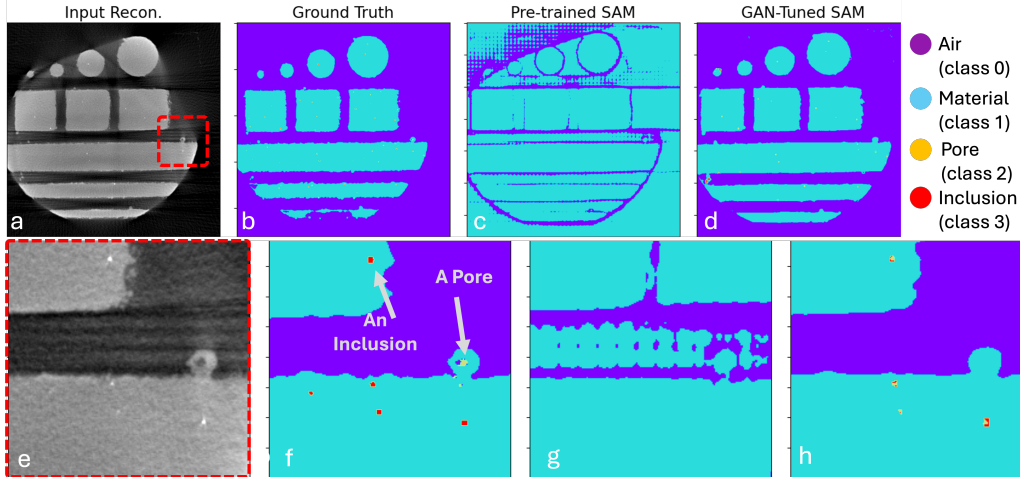 Input Recon.
Ground Truth
Pre-trained SAM
GAN-Tuned SAM
a
b
c
d
Air
(class 0)
Material
(class 1)
Pore
(class 2)
Inclusion
(class 3)
A Pore
An
Inclusion
e
f
g
h